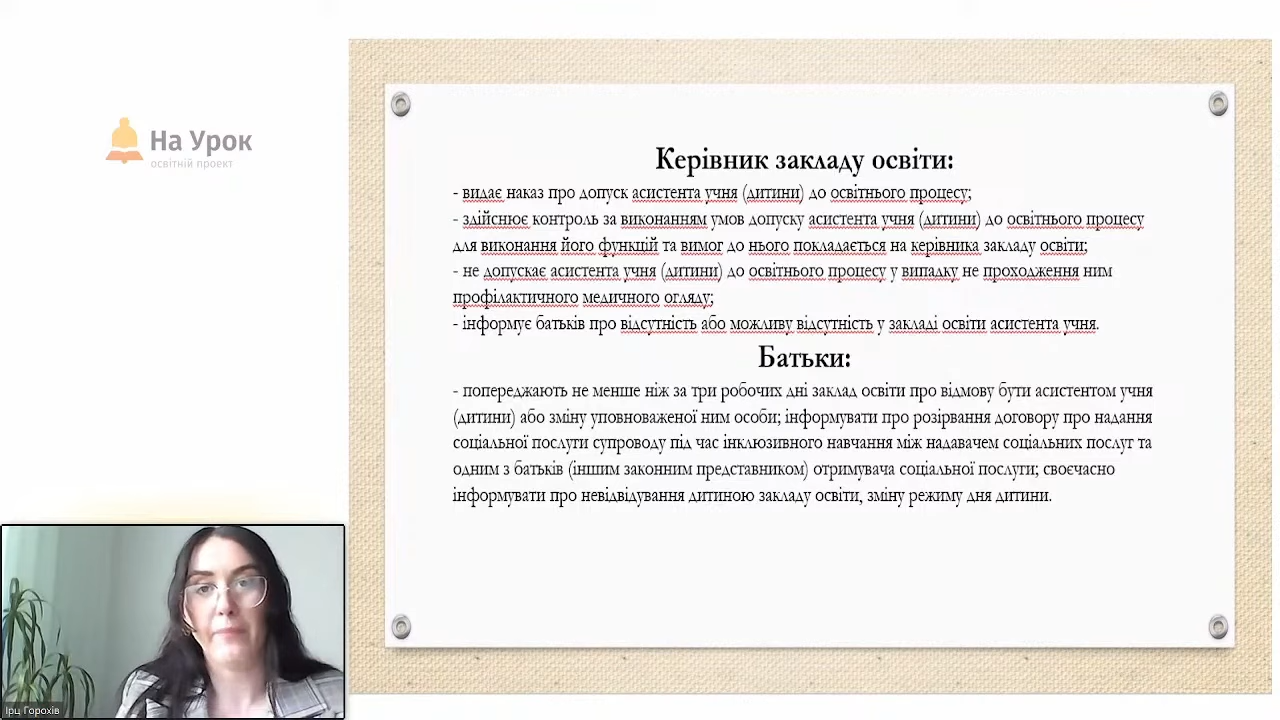 На Урок
освітній проект
Керівник закладу освіти:
- видає наказ про допуск асистента учня (дитини) до освітнього процесу;
- здійснює контроль за виконанням умов допуску асистента учня (дитини) до освітнього процесу
для виконання його функцій та вимог до нього покладається на керівника закладу освіти;
- не допускає асистента учня (дитини) до освітнього процесу у випадку не проходження ним
профілактичного медичного огляду;
- інформує батьків про відсутність або можливу відсутність у закладі освіти асистента учня.
Батьки:
- попереджають не менше ніж за три робочих дні заклад освіти про відмову бути асистентом учня
(дитини) або зміну уповноваженої ним особи; інформувати про розірвання договору про надання
соціальної послуги супроводу під час інклюзивного навчання між надавачем соціальних послуг та
одним з батьків (іншим законним представником) отримувача соціальної послуги; своєчасно
інформувати про невідвідування дитиною закладу освіти, зміну режиму дня дитини.
Ірц Горохів